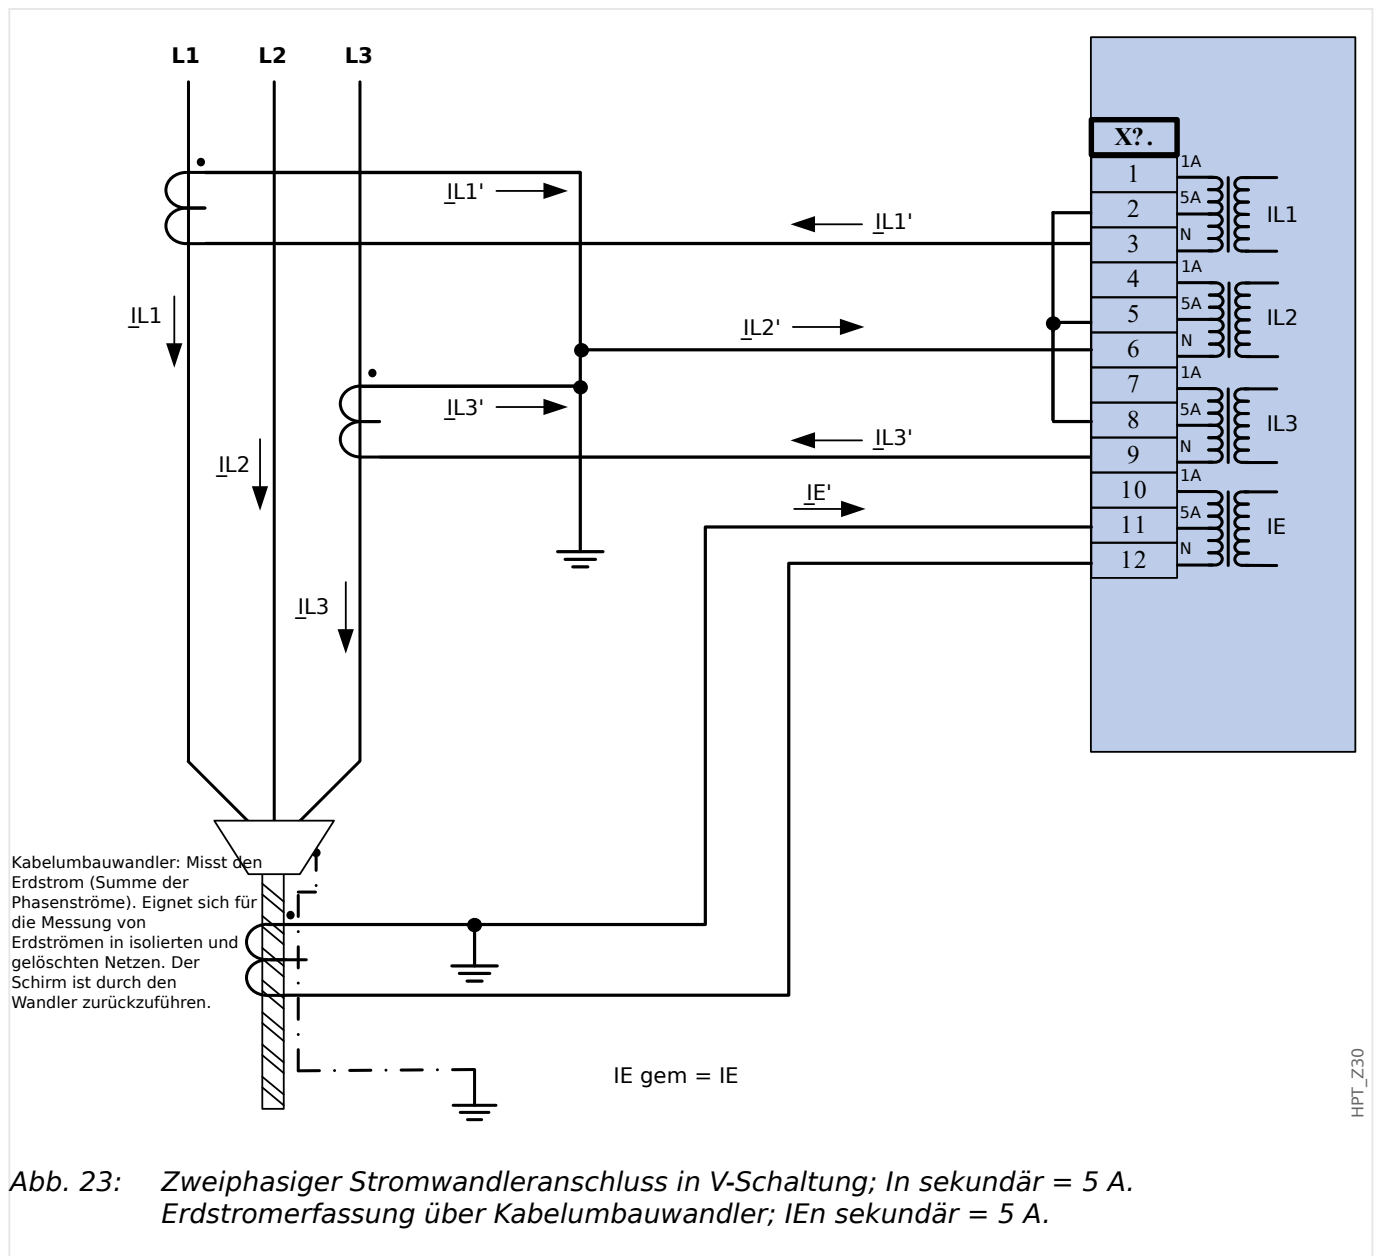 L1 L2 L3
X?.
1 1A
2 5A IL1
3 N
4 1A
5 5A IL2
6 N
7 1A
8 5A IL3
9 N
10 1A
11 5A IE
12 N
IL1'
IL1'
IL1
IL2'
IL3'
IL3'
IL2
IE'
IL3
Kabelumbauwandler: Misst den
Erdstrom (Summe der
Phasenströme). Eignet sich für
die Messung von
Erdströmen in isolierten und
gelöschten Netzen. Der
Schirm ist durch den
Wandler zurückzuführen.
IE gem = IE
HPT_Z30
Abb. 23: Zweiphasiger Stromwandleranschluss in V-Schaltung; In sekundär = 5 A.
Erdstromerfassung über Kabelumbauwandler; IEn sekundär = 5 A.